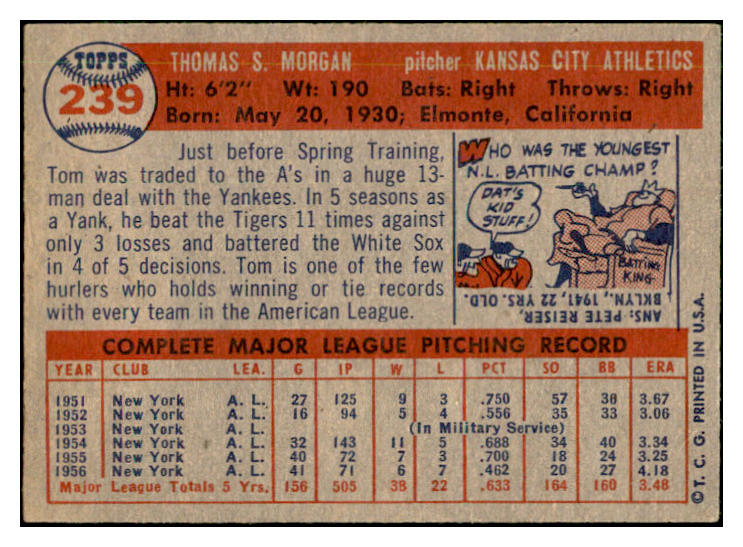 TOPPS
239
THOMAS S. MORGAN pitcher KANSAS CITY ATHLETICS
Ht: 6'2" Wt: 190 Bats: Right Throws: Right
Born: May 20, 1930; Elmonte, California
Just before Spring Training,
Tom was traded to the A's in a huge 13-
man deal with the Yankees. In 5 seasons as
a Yank, he beat the Tigers 11 times against
only 3 losses and battered the White Sox
in 4 of 5 decisions. Tom is one of the few
hurlers who holds winning or tie records
with every team in the American League.
WHO WAS THE YOUNGEST
N.L. BATTING CHAMP?
DAT'S
KID
STUFF!
BATTING
KING
ANS: PETE REISER,
BKLYN., 1941, 22 YRS. OLD.
COMPLETE MAJOR LEAGUE PITCHING RECORD
YEAR CLUB LEA. G IP W L PCT SO BB ERA
1951 New York A. L. 27 125 9 3 .750 57 36 3.67
1952 New York A. L. 16 94 5 4 .556 35 33 3.06
1953 New York A. L. (In Military Service)
1954 New York A. L. 32 143 11 5 .688 34 40 3.34
1955 New York A. L. 40 72 7 3 .700 18 24 3.25
1956 New York A. L. 41 71 6 7 .462 20 27 4.18
Major League Totals 5 Yrs. 156 505 38 22 .633 164 160 3.48
© T. C. G. PRINTED IN U.S.A.